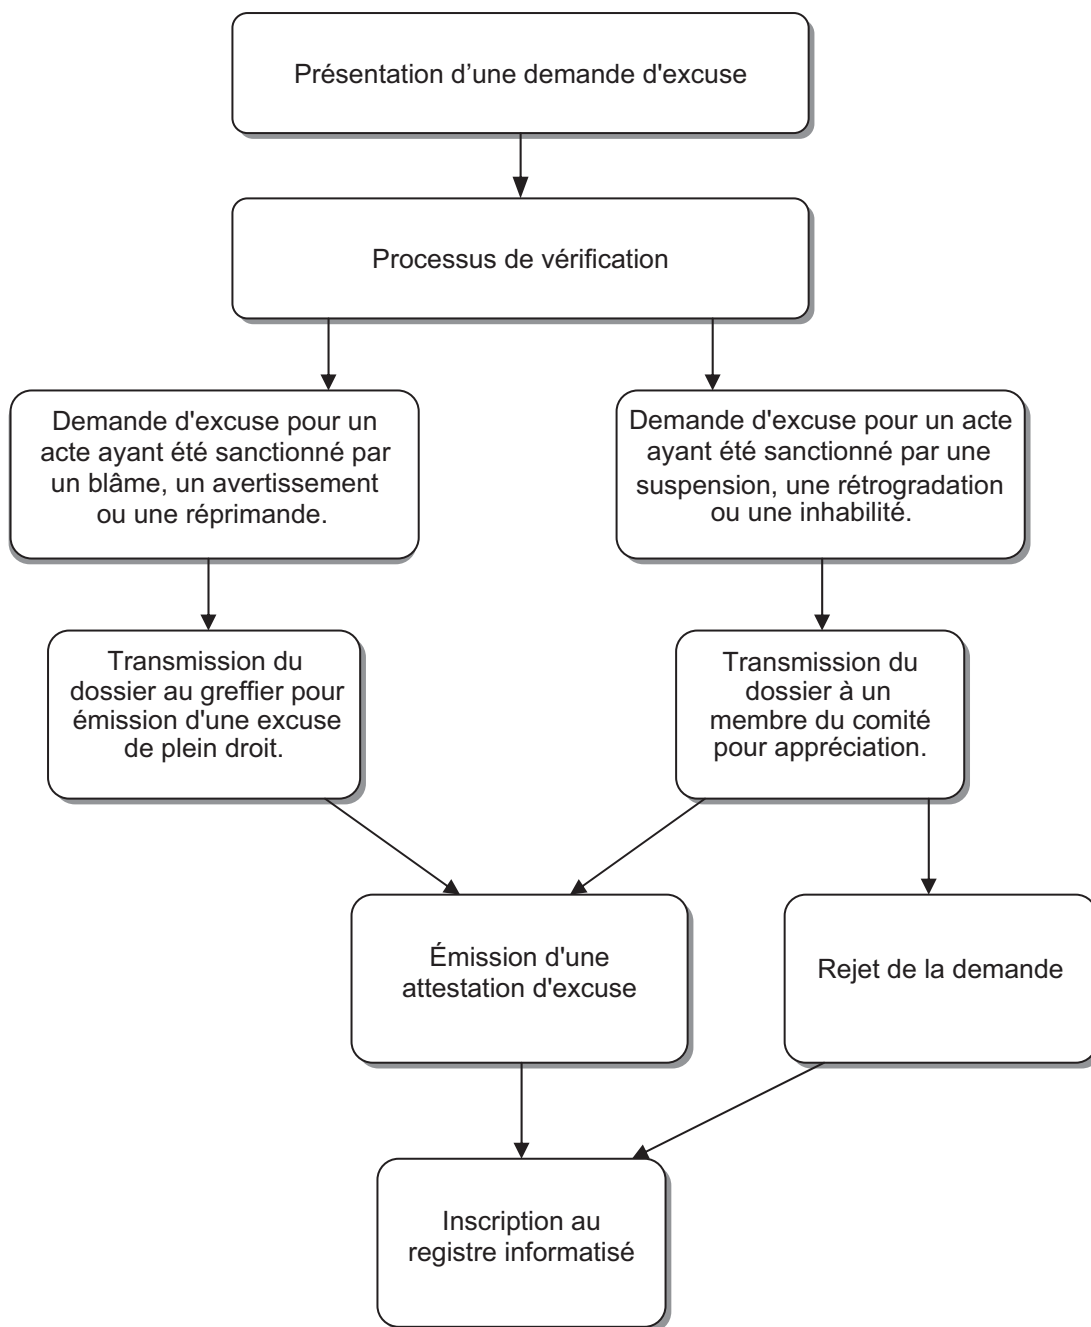 Présentation d’une demande d'excuse
Processus de vérification
Demande d'excuse pour un
acte ayant été sanctionné par
un blâme, un avertissement
ou une réprimande.
Demande d'excuse pour un acte
ayant été sanctionné par une
suspension, une rétrogradation
ou une inhabilité.
Transmission du
dossier au greffier pour
émission d'une excuse
de plein droit.
Transmission du
dossier à un
membre du comité
pour appréciation.
Émission d'une
attestation d'excuse
Rejet de la demande
Inscription au
registre informatisé